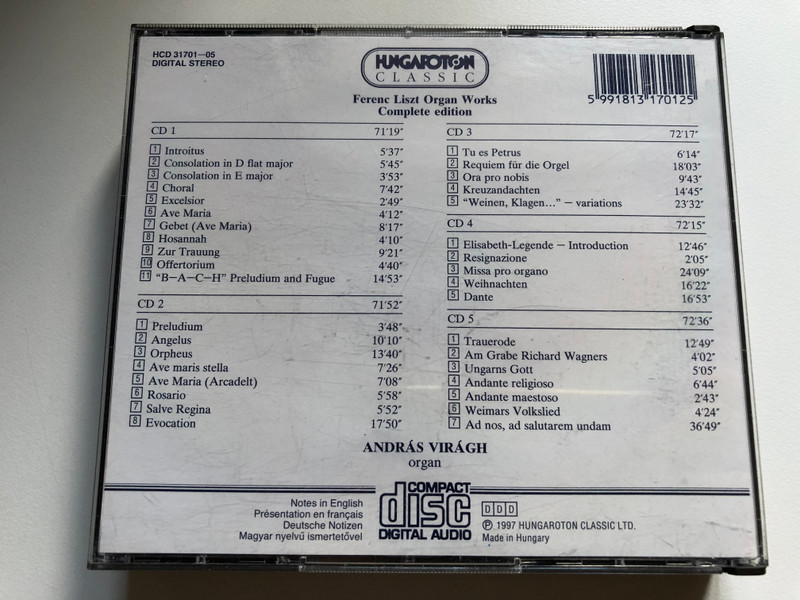 HCD 31701—05
DIGITAL STEREO
HUNGAROTON
CLASSIC
5 991813 170125
Ferenc Liszt Organ Works
Complete edition
CD 1 71'19"
1 Introitus 5'37"
2 Consolation in D flat major 5'45"
3 Consolation in E major 3'53"
4 Choral 7'42"
5 Excelsior 2'49"
6 Ave Maria 4'12"
7 Gebet (Ave Maria) 8'17"
8 Hosannah 4'10"
9 Zur Trauung 9'21"
10 Offertorium 4'40"
11 "B—A—C—H" Preludium and Fugue 14'53"
CD 2 71'52"
1 Preludium 3'48"
2 Angelus 10'10"
3 Orpheus 13'40"
4 Ave maris stella 7'26"
5 Ave Maria (Arcadelt) 7'08"
6 Rosario 5'58"
7 Salve Regina 5'52"
8 Evocation 17'50"
CD 3 72'17"
1 Tu es Petrus 6'14"
2 Requiem für die Orgel 18'03"
3 Ora pro nobis 9'43"
4 Kreuzandachten 14'45"
5 "Weinen, Klagen..." — variations 23'32"
CD 4 72'15"
1 Elisabeth-Legende — Introduction 12'46"
2 Resignazione 2'05"
3 Missa pro organo 24'09"
4 Weihnachten 16'22"
5 Dante 16'53"
CD 5 72'36"
1 Trauerode 12'49"
2 Am Grabe Richard Wagners 4'02"
3 Ungarns Gott 5'05"
4 Andante religioso 6'44"
5 Andante maestoso 2'43"
6 Weimars Volkslied 4'24"
7 Ad nos, ad salutarem undam 36'49"
ANDRÁS VIRÁGH
organ
Notes in English
Présentation en français
Deutsche Notizen
Magyar nyelvű ismertetővel
COMPACT
disc
DIGITAL AUDIO
DDD
℗ 1997 HUNGAROTON CLASSIC LTD.
Made in Hungary